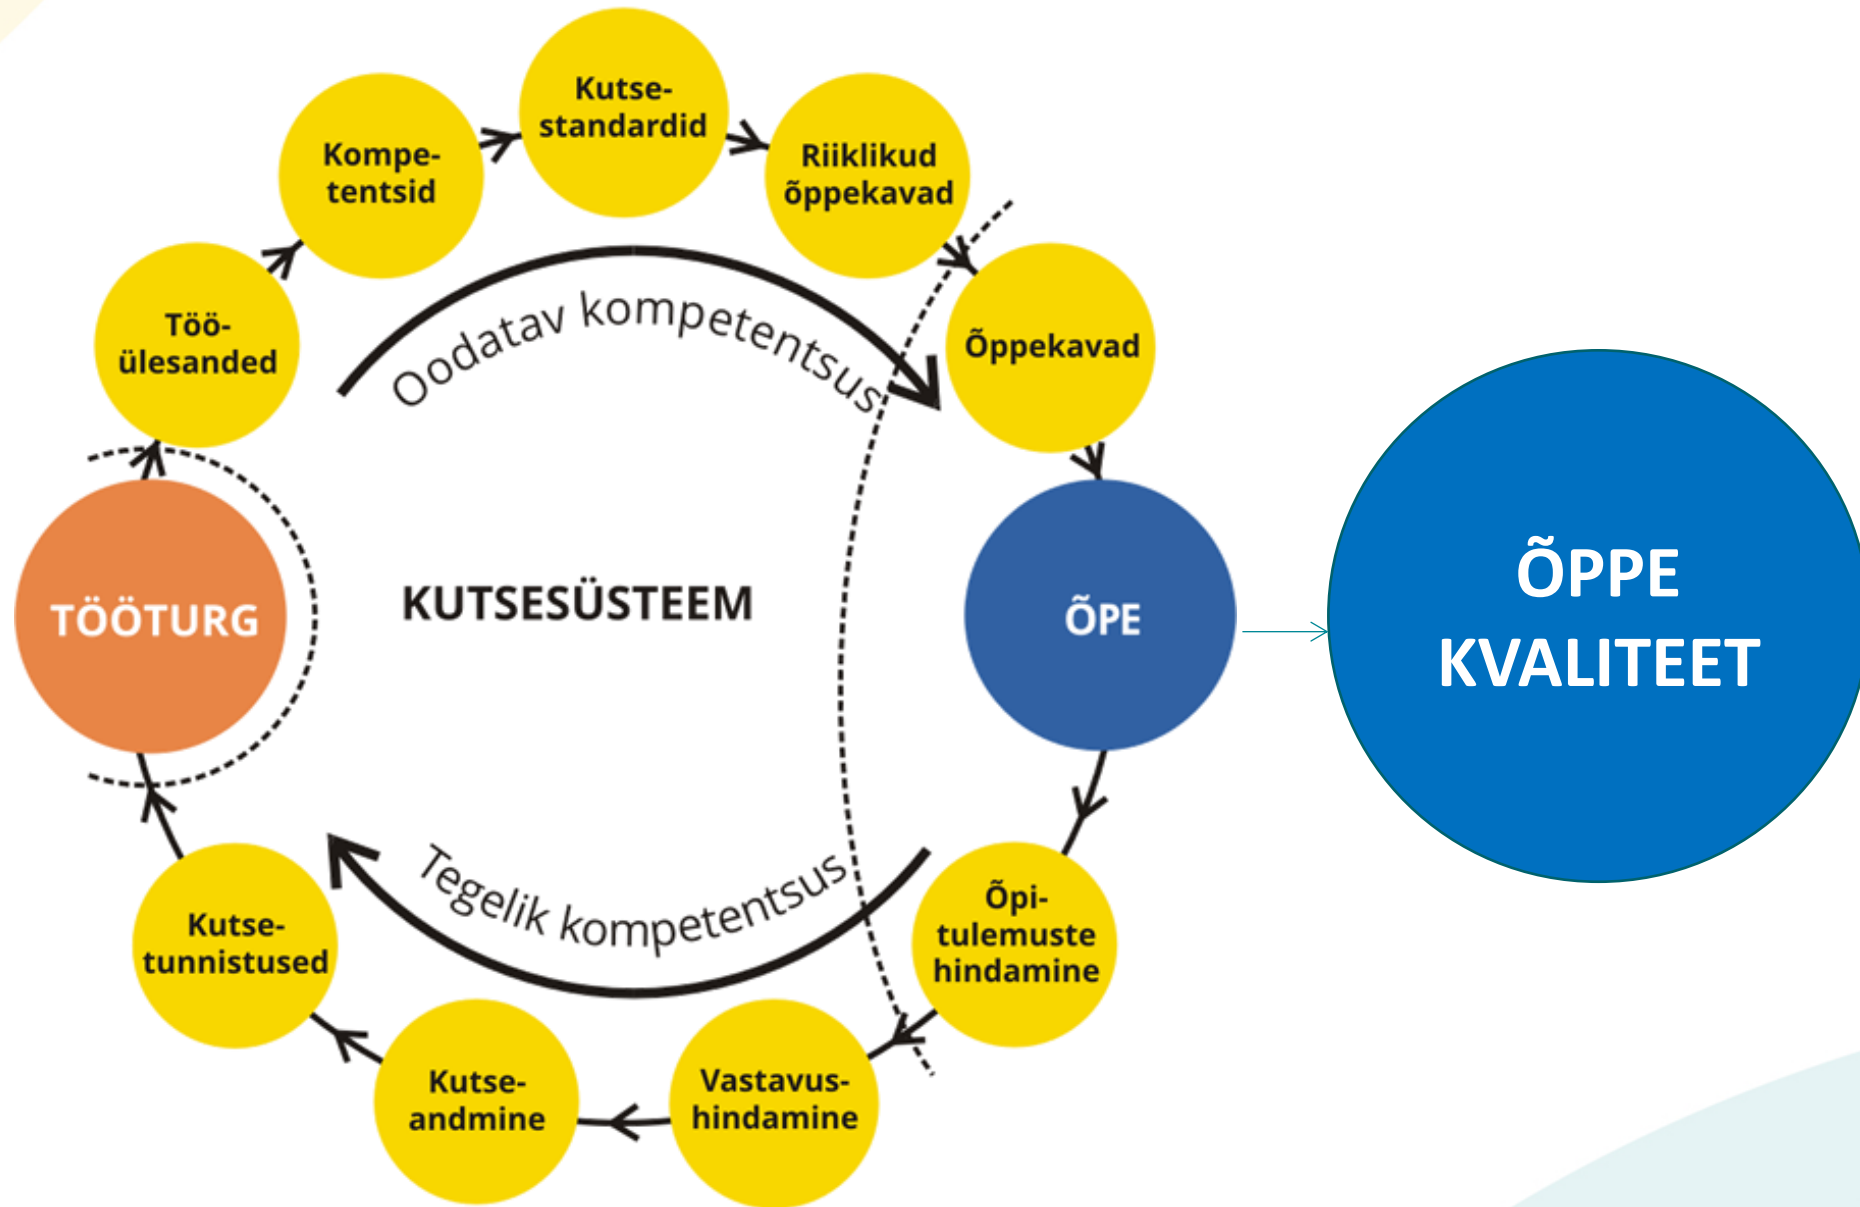 Kutse-
standardid
Kompe-
tentsid
Riiklikud
õppekavad
Töö-
ülesanded
Oodatav kompetentsus
Õppekavad
TÖÖTURG
KUTSESÜSTEEM
ÕPE
ÕPPE
KVALITEET
Tegelik kompetentsus
Õpi-
tulemuste
hindamine
Kutse-
tunnistused
Kutse-
andmine
Vastavus-
hindamine